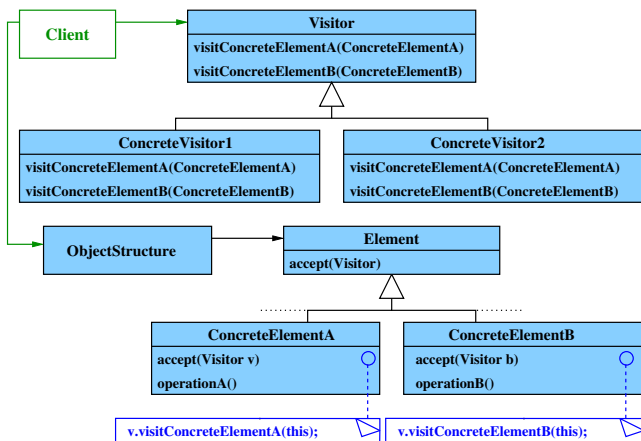 Client
Visitor
visitConcreteElementA(ConcreteElementA)
visitConcreteElementB(ConcreteElementB)
ConcreteVisitor1
visitConcreteElementA(ConcreteElementA)
visitConcreteElementB(ConcreteElementB)
ConcreteVisitor2
visitConcreteElementA(ConcreteElementA)
visitConcreteElementB(ConcreteElementB)
ObjectStructure
Element
accept(Visitor)
ConcreteElementA
accept(Visitor v)
operationA()
ConcreteElementB
accept(Visitor b)
operationB()
v.visitConcreteElementA(this);
v.visitConcreteElementB(this);